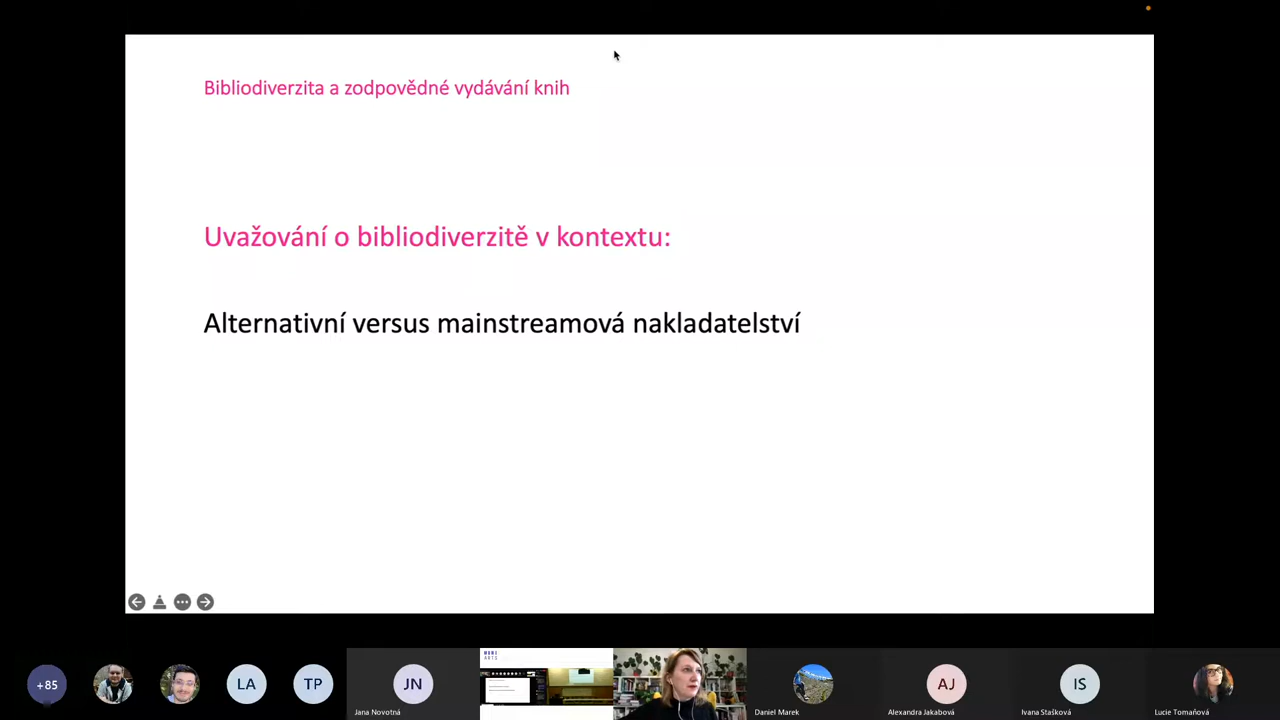 Bibliodiverzita a zodpovědné vydávání knih
Uvažování o bibliodiverzitě v kontextu:
Alternativní versus mainstreamová nakladatelství
+85
LA
TP
JN
Jana Novotná
Daniel Marek
AJ
Alexandra Jakabová
IS
Ivana Stašková
Lucie Tomaňová